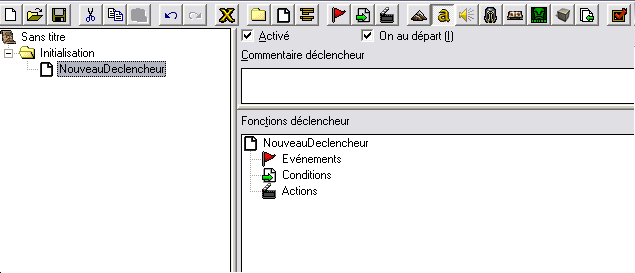 Sans titre
Initialisation
NouveauDeclencheur
Activé
On au départ (I)
Commentaire déclencheur
Fonctions déclencheur
NouveauDeclencheur
Evénements
Conditions
Actions